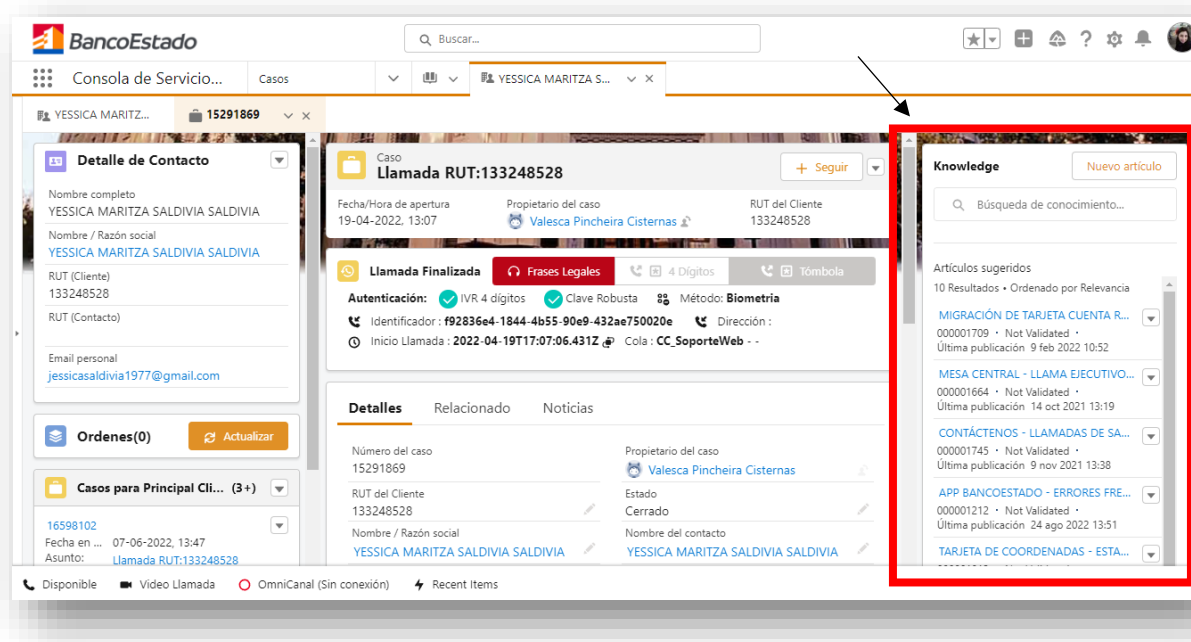 BancoEstado
Buscar...
Consola de Servicio...
Casos
YESSICA MARITZA S...
YESSICA MARITZ...
15291869
Detalle de Contacto
Nombre completo
YESSICA MARITZA SALDIVIA SALDIVIA
Nombre / Razón social
YESSICA MARITZA SALDIVIA SALDIVIA
RUT (Cliente)
133248528
RUT (Contacto)
Email personal
jessicasaldivia1977@gmail.com
Ordenes(0)
Actualizar
Casos para Principal Cli... (3+)
16598102
Fecha en ... 07-06-2022, 13:47
Asunto: Llamada RUT:133248528
Caso
Llamada RUT:133248528
+ Seguir
Fecha/Hora de apertura
19-04-2022, 13:07
Propietario del caso
Valesca Pincheira Cisternas
RUT del Cliente
133248528
Llamada Finalizada
Frases Legales
4 Dígitos
Tómbola
Autenticación: IVR 4 dígitos Clave Robusta Método: Biometria
Identificador : f92836e4-1844-4b55-90e9-432ae750020e Dirección :
Inicio Llamada : 2022-04-19T17:07:06.431Z Cola : CC_SoporteWeb - -
Detalles Relacionado Noticias
Número del caso
15291869
Propietario del caso
Valesca Pincheira Cisternas
RUT del Cliente
133248528
Estado
Cerrado
Nombre / Razón social
YESSICA MARITZA SALDIVIA SALDIVIA
Nombre del contacto
YESSICA MARITZA SALDIVIA SALDIVIA
Knowledge
Nuevo artículo
Búsqueda de conocimiento...
Artículos sugeridos
10 Resultados • Ordenado por Relevancia
MIGRACIÓN DE TARJETA CUENTA R...
000001709 • Not Validated •
Última publicación 9 feb 2022 10:52
MESA CENTRAL - LLAMA EJECUTIVO...
000001664 • Not Validated •
Última publicación 14 oct 2021 13:19
CONTÁCTENOS - LLAMADAS DE SA...
000001745 • Not Validated •
Última publicación 9 nov 2021 13:38
APP BANCOESTADO - ERRORES FRE...
000001212 • Not Validated •
Última publicación 24 ago 2022 13:51
TARJETA DE COORDENADAS - ESTA...
Disponible Video Llamada OmniCanal (Sin conexión) Recent Items